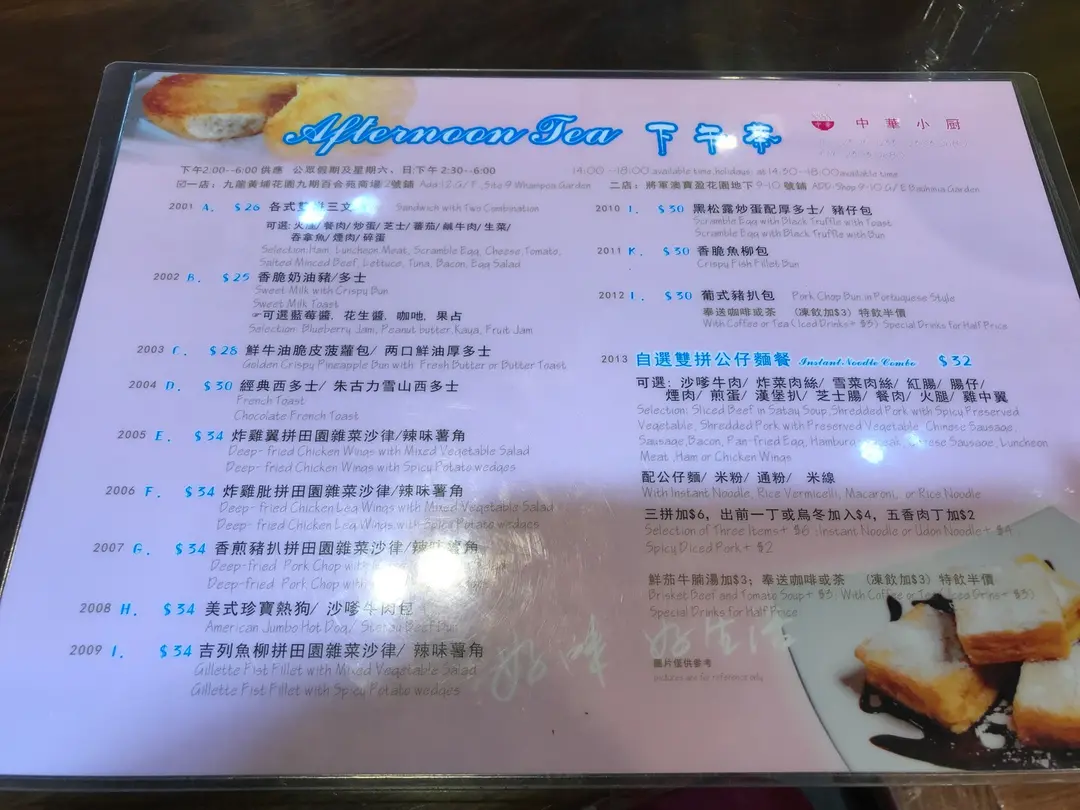 Afternoon Tea 下午茶 中華小廚
下午2:00--6:00 供應 公眾假期及星期六、日:下午 2:30--6:00 14:00 --18:00 available time holidays: at 14:30--18:00 available time
一店：九龍黃埔花園九期百合苑商場 號鋪 Site 9 Whampoa Garden 二店：將軍澳寶盈花園地下9-10 號鋪 ADD: Shop 9-10 G/F Bauhinia Garden
2001 A. $26 各式雙 三文 Sandwich with Two Combination
可選: 火腿/ 餐肉/炒蛋/ 芝士/ 蕃茄/ 鹹牛肉/ 生菜/
吞拿魚/ 煙肉/ 碎蛋
Selection: Ham, Luncheon Meat, Scramble Egg, Cheese Tomato,
Salted Minced Beef, Lettuce, Tuna, Bacon, Egg Salad
2002 B. $25 香脆奶油豬/多士
Sweet Milk with Crispy Bun
Sweet Milk Toast
☞可選藍莓醬, 花生醬, 咖吔, 果占
Selection: Blueberry Jam, Peanut butter, Kaya, Fruit Jam
2003 C. $28 鮮牛油脆皮菠蘿包/ 两口鮮油厚多士
Golden Crispy Pineapple Bun with Fresh Butter or Butter Toast
2004 D. $30 經典西多士/ 朱古力雪山西多士
French Toast
Chocolate French Toast
2005 E. $34 炸雞翼拼田園雜菜沙律/辣味薯角
Deep- fried Chicken Wings with Mixed Vegetable Salad
Deep- fried Chicken Wings with Spicy Potato wedges
2006 F. $34 炸雞肶拼田園雜菜沙律/辣味薯角
Deep- fried Chicken Leg Wings with Mixed Vegetable Salad
Deep- fried Chicken Leg Wings with Spicy Potato wedges
2007 G. $34 香煎豬扒拼田園雜菜沙律/辣味薯角
Deep-fried Pork Chop with
Deep-fried Pork Chop
2008 H. $34 美式珍寶熱狗/ 沙嗲牛肉包
American Jumbo Hot Dog / Beef Bun
2009 I. $34 吉列魚柳拼田園雜菜沙律/ 辣味薯角
Gillette Fist Fillet with Mixed Vegetable Salad
Gillette Fist Fillet with Spicy Potato wedges
2010 $30 黑松露炒蛋配厚多士/ 豬仔包
Scramble Egg with Black Truffle with Toast
Scramble Egg with Black Truffle with Bun
2011 K. $30 香脆魚柳包
Crispy Fish Fillet Bun
2012 $30 葡式豬扒包 Pork Chop Bun in Portuguese Style
奉送咖啡或茶 (凍飲加$3) 特飲半價
With Coffee or Tea (Iced Drinks+ $3) Special Drinks for Half Price
2013 自選雙拼公仔麵餐 Instant Noodle Combo $32
可選: 沙嗲牛肉/ 炸菜肉絲/ 雪菜肉絲/ 紅腸/ 腸仔/
煙肉/ 煎蛋/ 漢堡扒/ 芝士腸/ 餐肉/ 火腿/ 雞中翼
Selection: Sliced Beef in Satay Soup, Shredded Pork with Spicy Preserved
Vegetable, Shredded Pork with Preserved Vegetable, Chinese Sausage,
Sausage, Bacon, Pan-fried Egg, Hamburg Sausage, Luncheon
Meat ,Ham or Chicken Wings
配公仔麵/ 米粉/ 通粉/ 米線
With Instant Noodle, Rice Vermicelli, Macaroni, or Rice Noodle
三拼加$6, 出前一丁或烏冬加入$4, 五香肉丁加$2
Selection of Three Items+ $6 ,Instant Noodle or Udon Noodle+ $4
Spicy Diced Pork+ $2
鮮茄牛腩湯加$3; 奉送咖啡或茶 (凍飲加$3) 特飲半價
Brisket Beef and Tomato Soup+ $3; With Coffee or Tea (Iced Drins+ $3)
Special Drinks for Half Price
好味 好生活
圖片僅供參考
pictures are for reference only